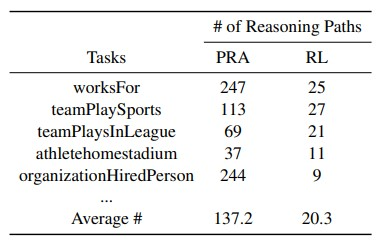 # of Reasoning Paths
Tasks PRA RL
worksFor 247 25
teamPlaySports 113 27
teamPlaysInLeague 69 21
athletehomestadium 37 11
organizationHiredPerson 244 9
...
Average # 137.2 20.3